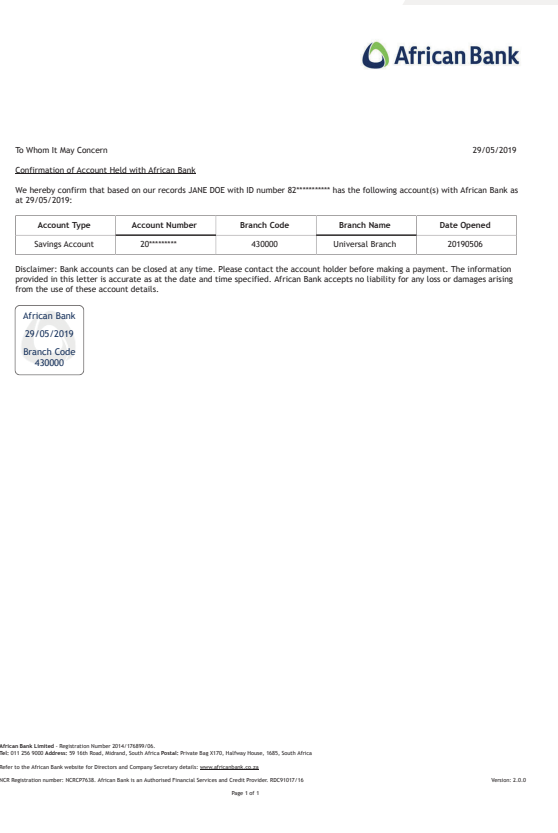 African Bank
To Whom It May Concern 29/05/2019
Confirmation of Account Held with African Bank
We hereby confirm that based on our records JANE DOE with ID number 82*********** has the following account(s) with African Bank as
at 29/05/2019:
Account Type Account Number Branch Code Branch Name Date Opened
Savings Account 20********* 430000 Universal Branch 20190506
Disclaimer: Bank accounts can be closed at any time. Please contact the account holder before making a payment. The information
provided in this letter is accurate as at the date and time specified. African Bank accepts no liability for any loss or damages arising
from the use of these account details.
African Bank
29/05/2019
Branch Code
430000
African Bank Limited - Registration Number 2014/176899/06.
Tel: 011 256 9000 Address: 59 16th Road, Midrand, South Africa Postal: Private Bag X170, Halfway House, 1685, South Africa
Refer to the African Bank website for Directors and Company Secretary details: www.africanbank.co.za
NCR Registration number: NCRCP7638. African Bank is an Authorised Financial Services and Credit Provider. RDC91017/16 Version: 2.0.0
Page 1 of 1